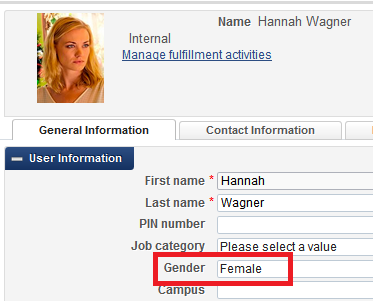 Name Hannah Wagner
Internal
Manage fulfillment activities
General Information Contact Information
User Information
First name * Hannah
Last name * Wagner
PIN number
Job category Please select a value
Gender Female
Campus